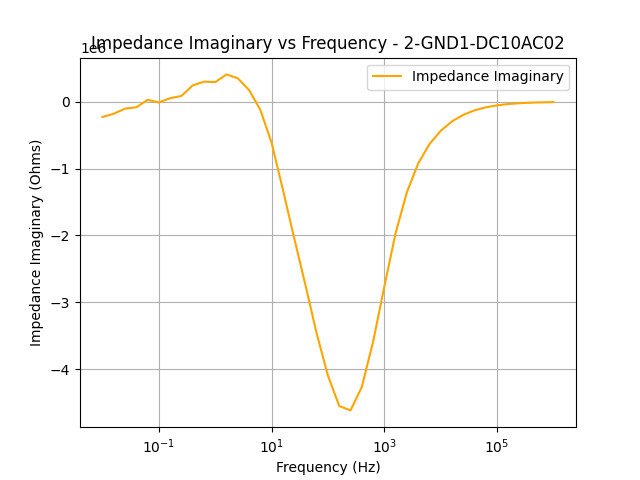 Impedance Imaginary vs Frequency - 2-GND1-DC10AC02
1e6
Impedance Imaginary
0
−1
−2
−3
−4
Impedance Imaginary (Ohms)
10⁻¹
10¹
10³
10⁵
Frequency (Hz)